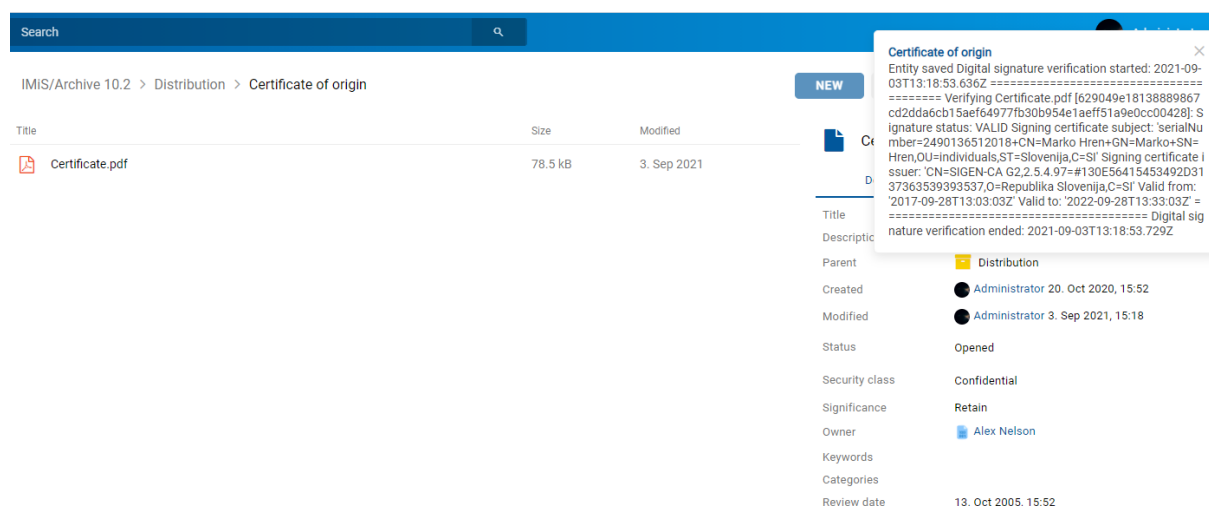 Search
Certificate of origin
Entity saved Digital signature verification started: 2021-09-
03T13:18:53.636Z ================================
======== Verifying Certificate.pdf [629049e18138889867
cd2dda6cb15aef64977fb30b954e1aeff51a9e0cc00428]: S
ignature status: VALID Signing certificate subject: 'serialNu
mber=2490136512018+CN=Marko Hren+GN=Marko+SN=
Hren,OU=individuals,ST=Slovenija,C=SI' Signing certificate i
ssuer: 'CN=SIGEN-CA G2,2.5.4.97=#130E56415453492D31
37363539393537,O=Republika Slovenija,C=SI' Valid from:
'2017-09-28T13:03:03Z' Valid to: '2022-09-28T13:33:03Z' =
======================================= Digital sig
nature verification ended: 2021-09-03T13:18:53.729Z
IMiS/Archive 10.2 > Distribution > Certificate of origin
NEW
Title Size Modified
Certificate.pdf 78.5 kB 3. Sep 2021
Title
Parent Distribution
Created Administrator 20. Oct 2020, 15:52
Modified Administrator 3. Sep 2021, 15:18
Status Opened
Security class Confidential
Significance Retain
Owner Alex Nelson
Keywords
Categories
Review date 13. Oct 2005, 15:52